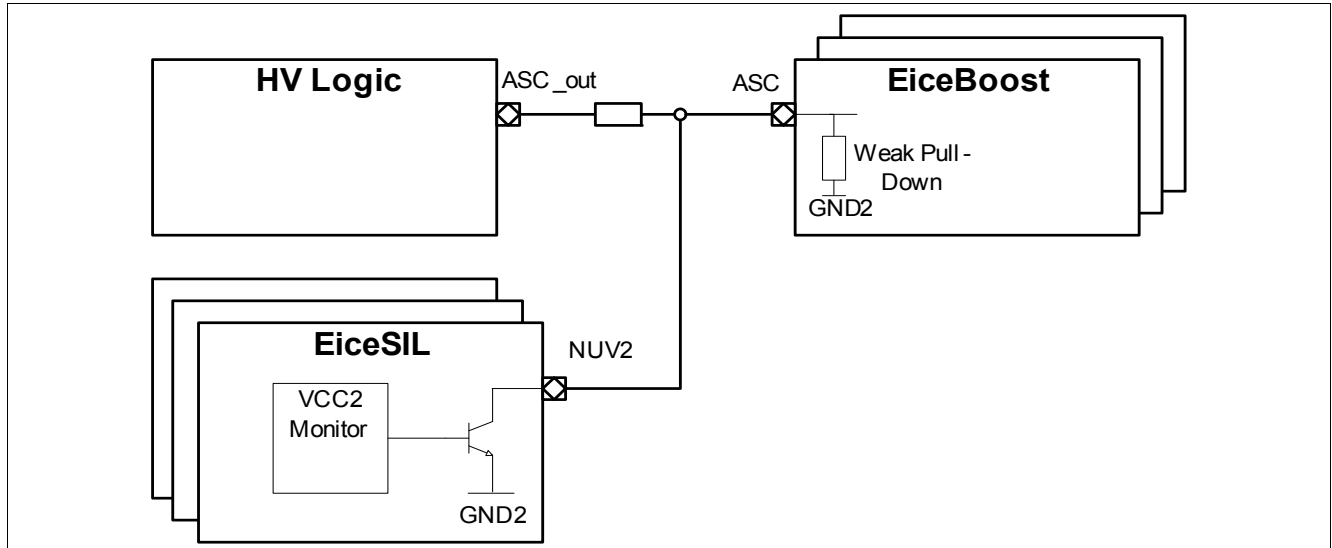 HV Logic
ASC_out
ASC
EiceBoost
Weak Pull -
Down
GND2
EiceSIL
NUV2
VCC2
Monitor
GND2